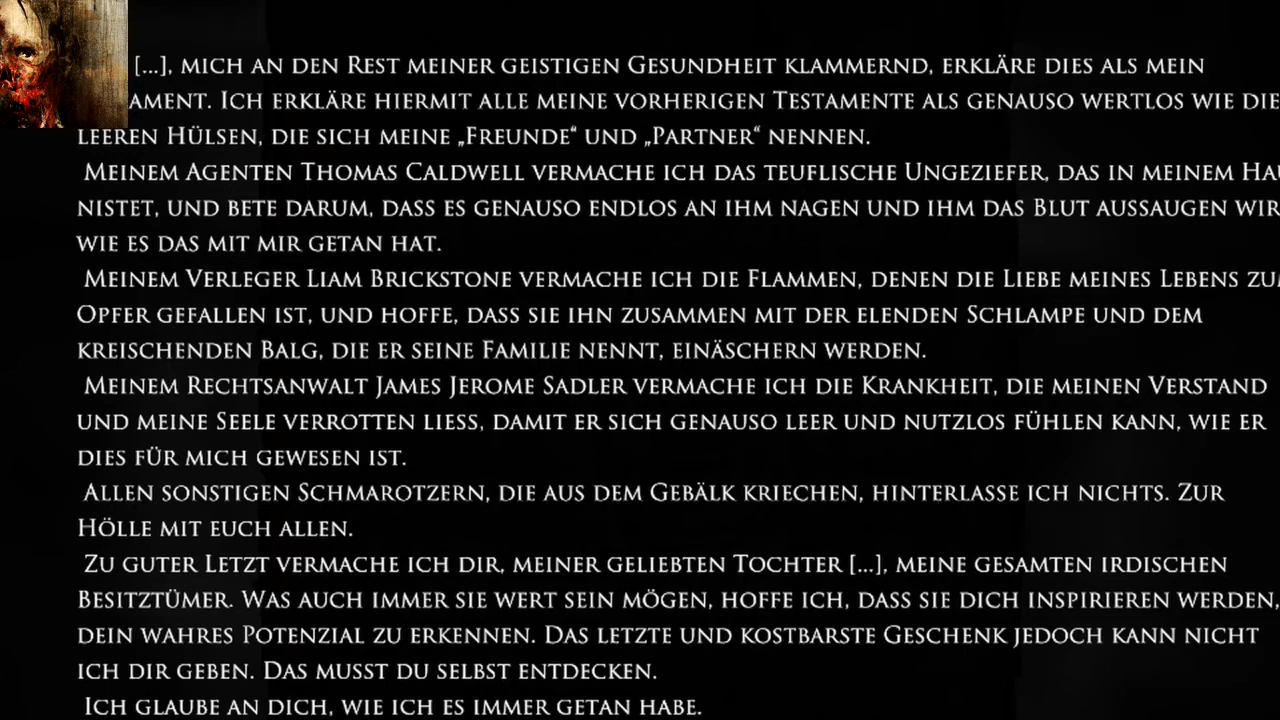 [...], MICH AN DEN REST MEINER GEISTIGEN GESUNDHEIT KLAMMERND, ERKLÄRE DIES ALS MEIN
AMENT. ICH ERKLÄRE HIERMIT ALLE MEINE VORHERIGEN TESTAMENTE ALS GENAUSO WERTLOS WIE DIE
LEEREN HÜLSEN, DIE SICH MEINE „FREUNDE“ UND „PARTNER“ NENNEN.
MEINEM AGENTEN THOMAS CALDWELL VERMACHE ICH DAS TEUFLISCHE UNGEZIEFER, DAS IN MEINEM HAU
NISTET, UND BETE DARUM, DASS ES GENAUSO ENDLOS AN IHM NAGEN UND IHM DAS BLUT AUSSAUGEN WIR
WIE ES DAS MIT MIR GETAN HAT.
MEINEM VERLEGER LIAM BRICKSTONE VERMACHE ICH DIE FLAMMEN, DENEN DIE LIEBE MEINES LEBENS ZUM
OPFER GEFALLEN IST, UND HOFFE, DASS SIE IHN ZUSAMMEN MIT DER ELENDEN SCHLAMPE UND DEM
KREISCHENDEN BALG, DIE ER SEINE FAMILIE NENNT, EINÄSCHERN WERDEN.
MEINEM RECHTSANWALT JAMES JEROME SADLER VERMACHE ICH DIE KRANKHEIT, DIE MEINEN VERSTAND
UND MEINE SEELE VERROTTEN LIESS, DAMIT ER SICH GENAUSO LEER UND NUTZLOS FÜHLEN KANN, WIE ER
DIES FÜR MICH GEWESEN IST.
ALLEN SONSTIGEN SCHMAROTZERN, DIE AUS DEM GEBÄLK KRIECHEN, HINTERLASSE ICH NICHTS. ZUR
HÖLLE MIT EUCH ALLEN.
ZU GUTER LETZT VERMACHE ICH DIR, MEINER GELIEBTEN TOCHTER [...], MEINE GESAMTEN IRDISCHEN
BESITZTÜMER. WAS AUCH IMMER SIE WERT SEIN MÖGEN, HOFFE ICH, DASS SIE DICH INSPIRIEREN WERDEN,
DEIN WAHRES POTENZIAL ZU ERKENNEN. DAS LETZTE UND KOSTBARSTE GESCHENK JEDOCH KANN NICHT
ICH DIR GEBEN. DAS MUSST DU SELBST ENTDECKEN.
ICH GLAUBE AN DICH, WIE ICH ES IMMER GETAN HABE.